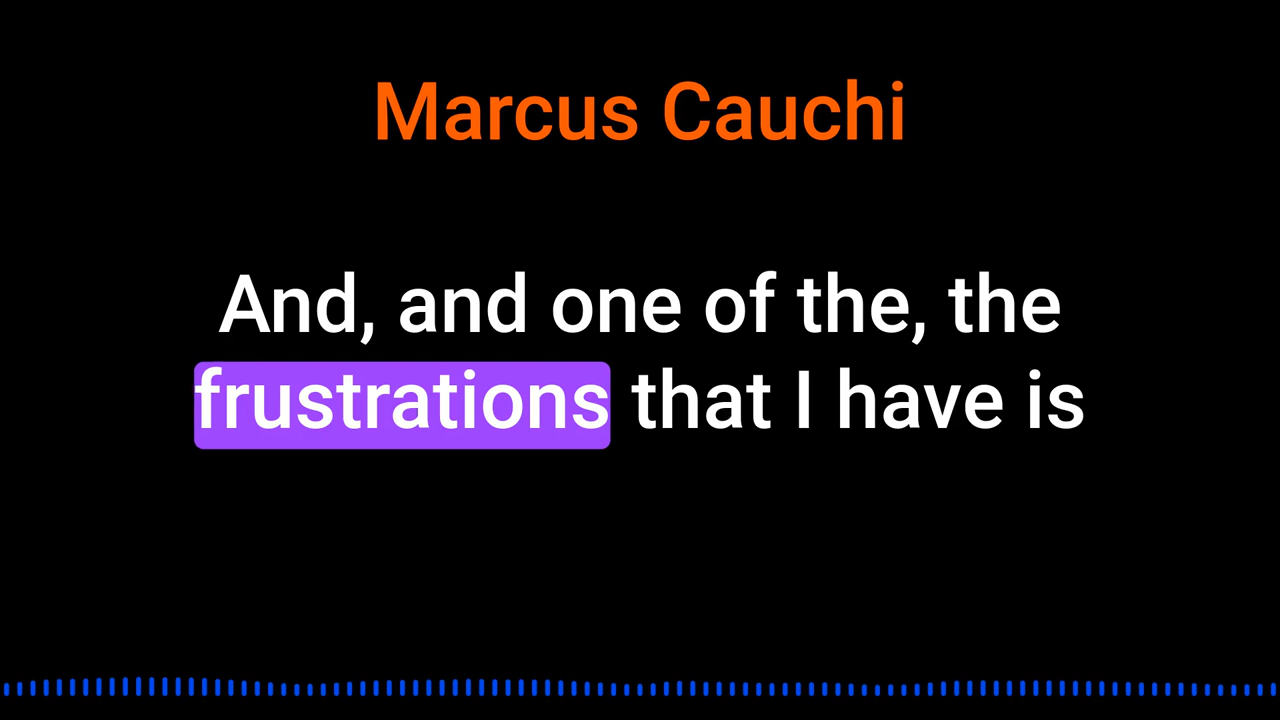 Marcus Cauchi
And, and one of the, the
frustrations that I have is